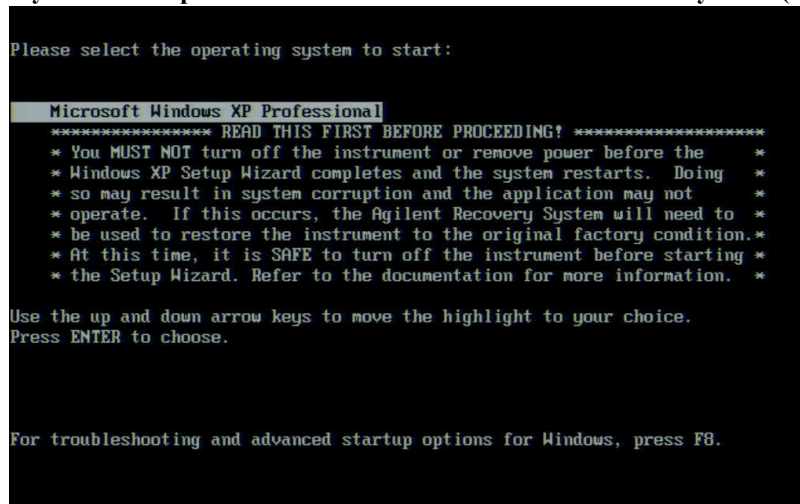 Please select the operating system to start:
Microsoft Windows XP Professional
**************** READ THIS FIRST BEFORE PROCEEDING! *******************
* You MUST NOT turn off the instrument or remove power before the *
* Windows XP Setup Wizard completes and the system restarts. Doing *
* so may result in system corruption and the application may not *
* operate. If this occurs, the Agilent Recovery System will need to *
* be used to restore the instrument to the original factory condition.*
* At this time, it is SAFE to turn off the instrument before starting *
* the Setup Wizard. Refer to the documentation for more information. *
Use the up and down arrow keys to move the highlight to your choice.
Press ENTER to choose.
For troubleshooting and advanced startup options for Windows, press F8.